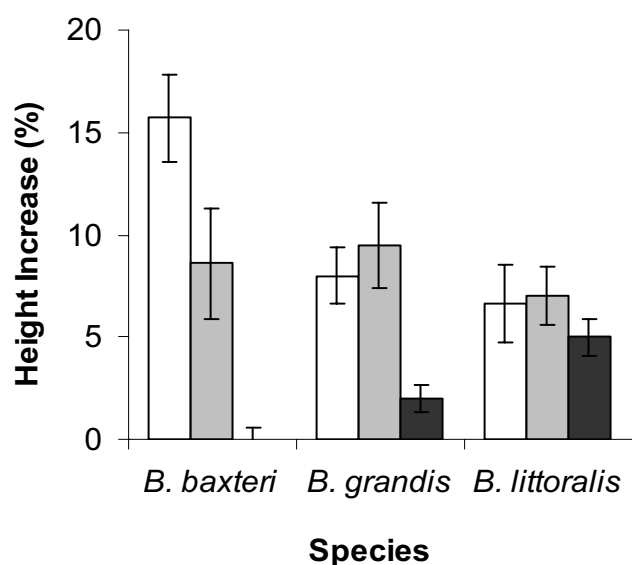 Height Increase (%)
20
15
10
5
0
B. baxteri B. grandis B. littoralis
Species